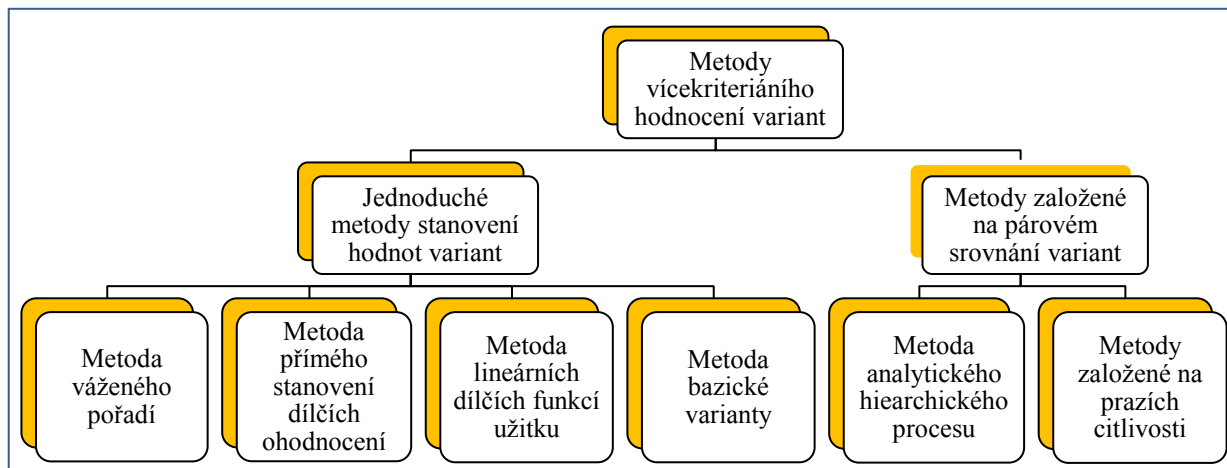 Metody
vícekriteriáního
hodnocení variant
Jednoduché
metody stanovení
hodnot variant
Metody založené
na párovém
srovnání variant
Metoda
váženého
pořadí
Metoda
přímého
stanovení
dílčích
ohodnocení
Metoda
lineárních
dílčích funkcí
užitku
Metoda
bazické
varianty
Metoda
analytického
hiearchického
procesu
Metody
založené na
prazích
citlivosti